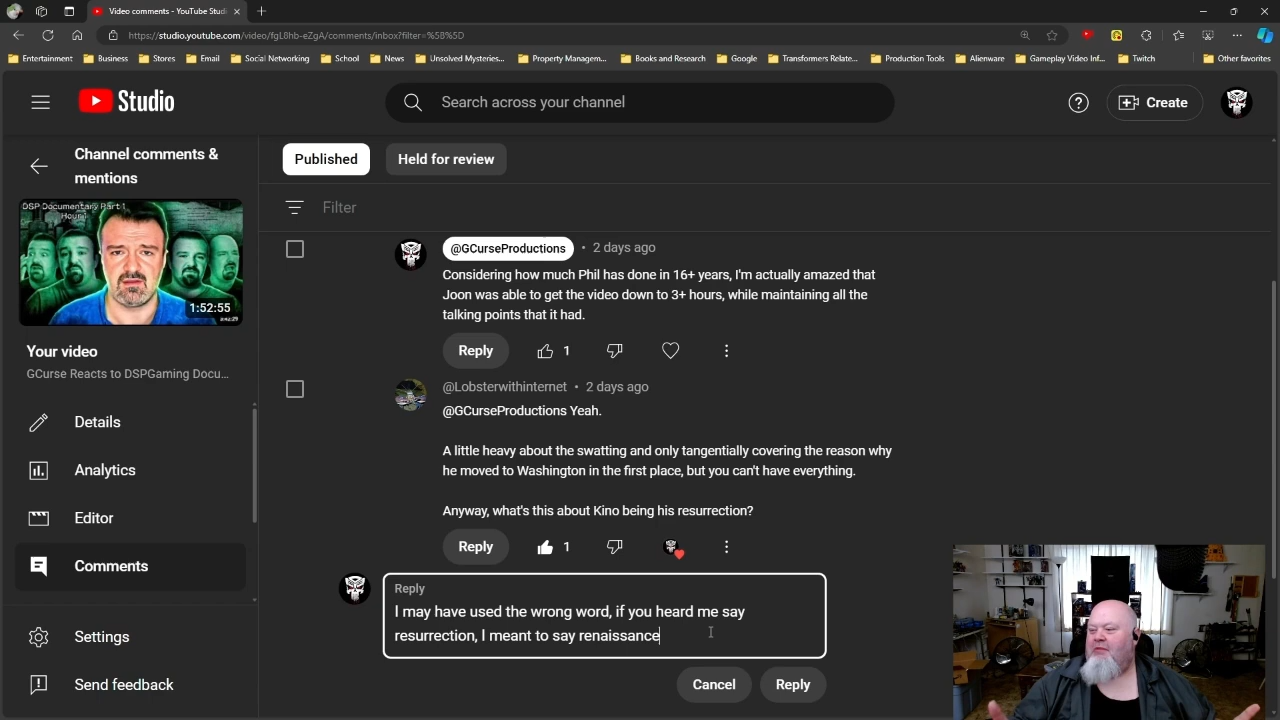 Video comments - YouTube Studi
https://studio.youtube.com/video/fgL8hb-eZgA/comments/inbox?filter=%5B%5D
Entertainment
Business
Stores
Email
Social Networking
School
News
Unsolved Mysteries...
Property Managem...
Books and Research
Google
Transformers Relate...
Production Tools
Alienware
Gameplay Video Inf...
Twitch
Other favorites
Studio
Search across your channel
Create
Channel comments &
mentions
DSP Documentary Part 1
Hour 1
1:52:55
Your video
GCurse Reacts to DSPGaming Docu...
Details
Analytics
Editor
Comments
Settings
Send feedback
Published
Held for review
Filter
@GCurseProductions • 2 days ago
Considering how much Phil has done in 16+ years, I'm actually amazed that
Joon was able to get the video down to 3+ hours, while maintaining all the
talking points that it had.
Reply 1
@Lobsterwithinternet • 2 days ago
@GCurseProductions Yeah.
A little heavy about the swatting and only tangentially covering the reason why
he moved to Washington in the first place, but you can't have everything.
Anyway, what's this about Kino being his resurrection?
Reply 1
Reply
I may have used the wrong word, if you heard me say
resurrection, I meant to say renaissance
Cancel
Reply